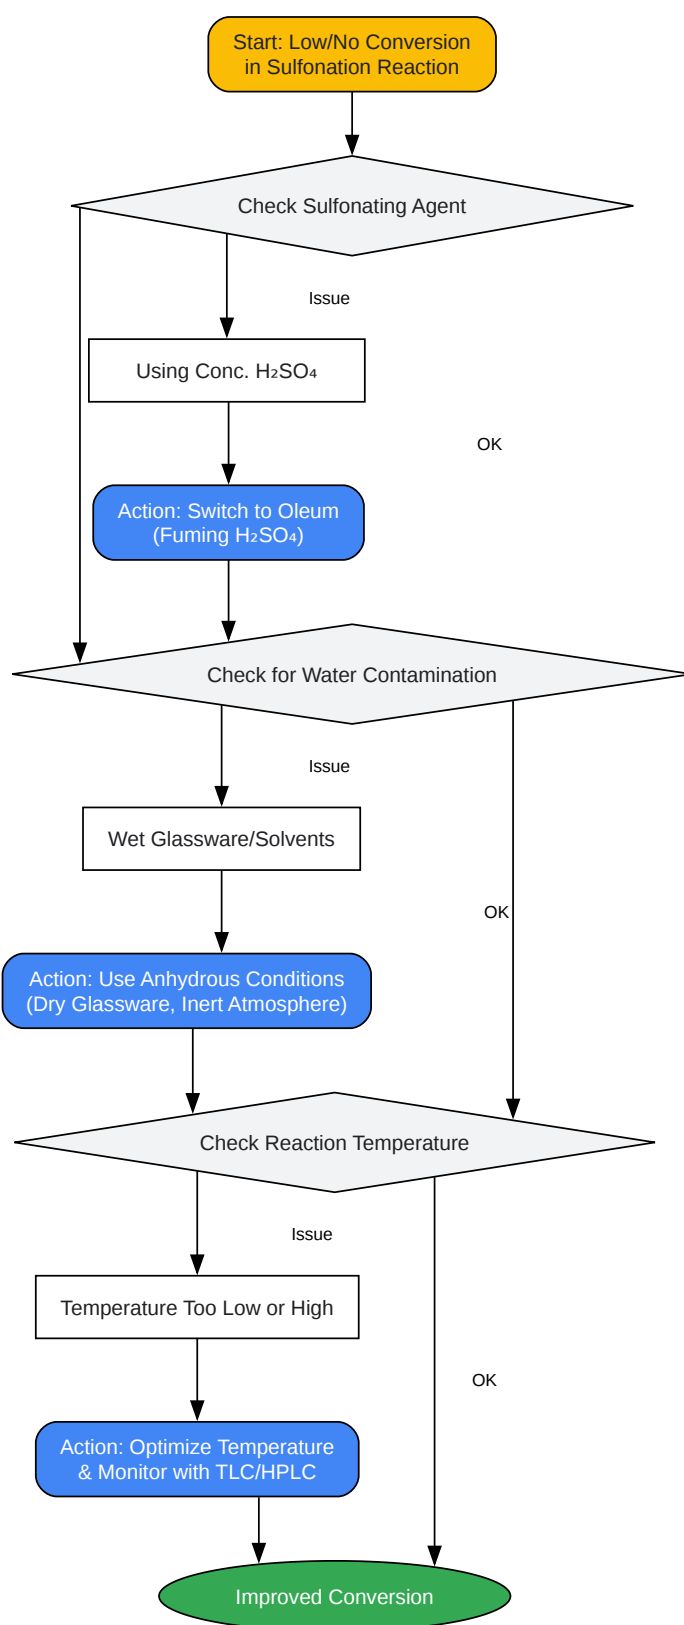 Start: Low/No Conversion
in Sulfonation Reaction
Check Sulfonating Agent
Issue
Using Conc. H₂SO₄
OK
Action: Switch to Oleum
(Fuming H₂SO₄)
Check for Water Contamination
Issue
Wet Glassware/Solvents
OK
Action: Use Anhydrous Conditions
(Dry Glassware, Inert Atmosphere)
Check Reaction Temperature
Issue
Temperature Too Low or High
OK
Action: Optimize Temperature
& Monitor with TLC/HPLC
Improved Conversion